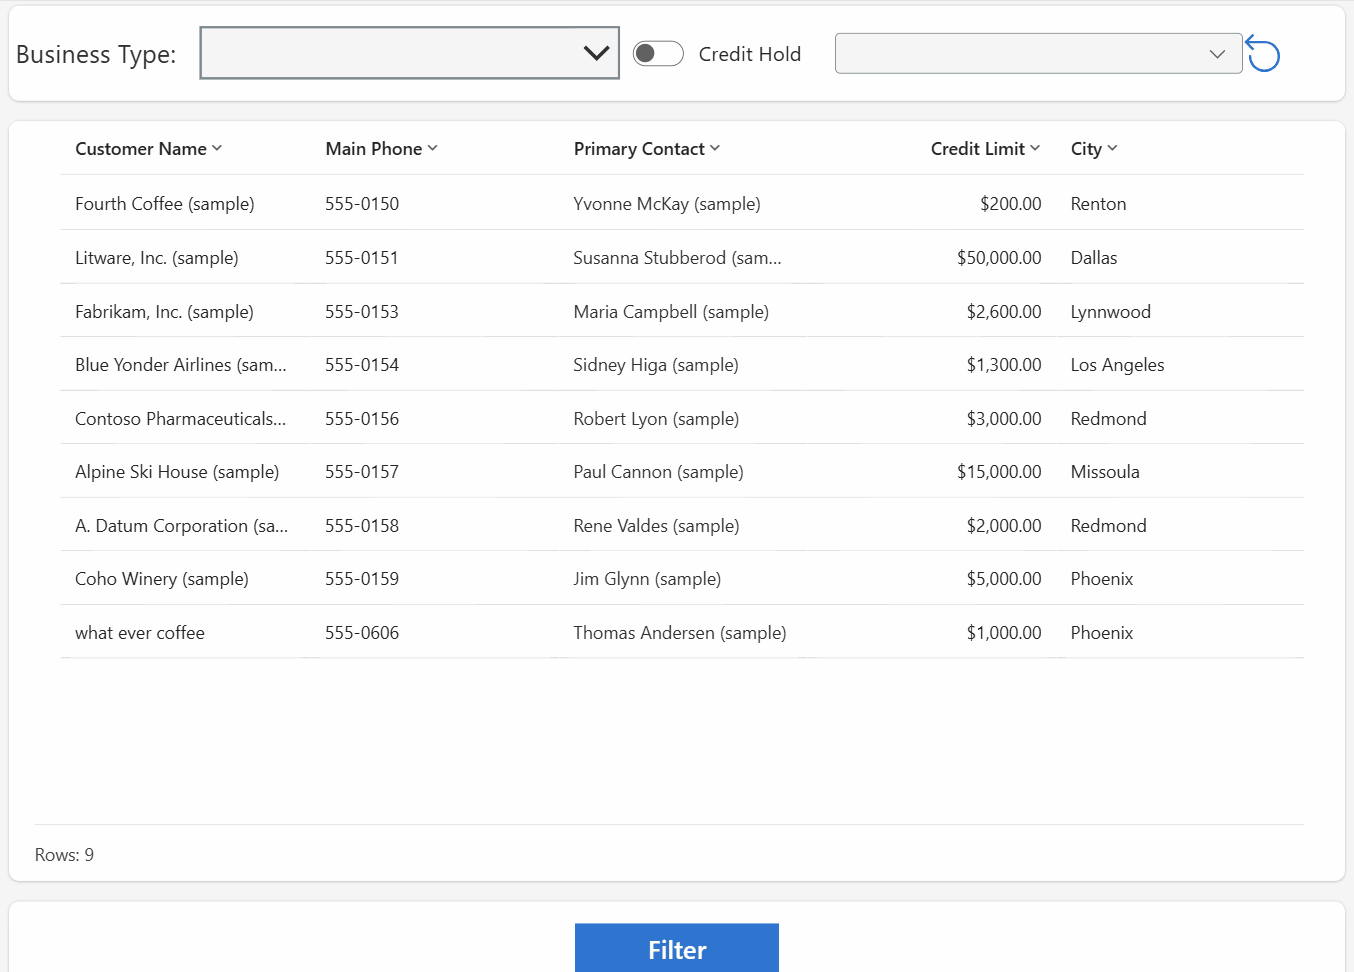 Business Type:
Credit Hold
Customer Name Main Phone Primary Contact Credit Limit City
Fourth Coffee (sample) 555-0150 Yvonne McKay (sample) $200.00 Renton
Litware, Inc. (sample) 555-0151 Susanna Stubberod (sam... $50,000.00 Dallas
Fabrikam, Inc. (sample) 555-0153 Maria Campbell (sample) $2,600.00 Lynnwood
Blue Yonder Airlines (sam... 555-0154 Sidney Higa (sample) $1,300.00 Los Angeles
Contoso Pharmaceuticals... 555-0156 Robert Lyon (sample) $3,000.00 Redmond
Alpine Ski House (sample) 555-0157 Paul Cannon (sample) $15,000.00 Missoula
A. Datum Corporation (sa... 555-0158 Rene Valdes (sample) $2,000.00 Redmond
Coho Winery (sample) 555-0159 Jim Glynn (sample) $5,000.00 Phoenix
what ever coffee 555-0606 Thomas Andersen (sample) $1,000.00 Phoenix
Rows: 9
Filter